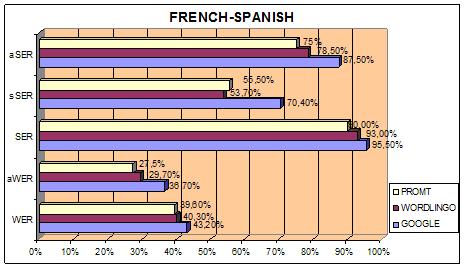 FRENCH-SPANISH
aSER
75%
78,50%
87,50%
sSER
55,50%
53,70%
70,40%
SER
90,00%
93,00%
95,50%
aWER
27,5%
29,70%
36,70%
WER
39,60%
40,30%
43,20%
PROMT
WORDLINGO
GOOGLE
0% 10% 20% 30% 40% 50% 60% 70% 80% 90% 100%